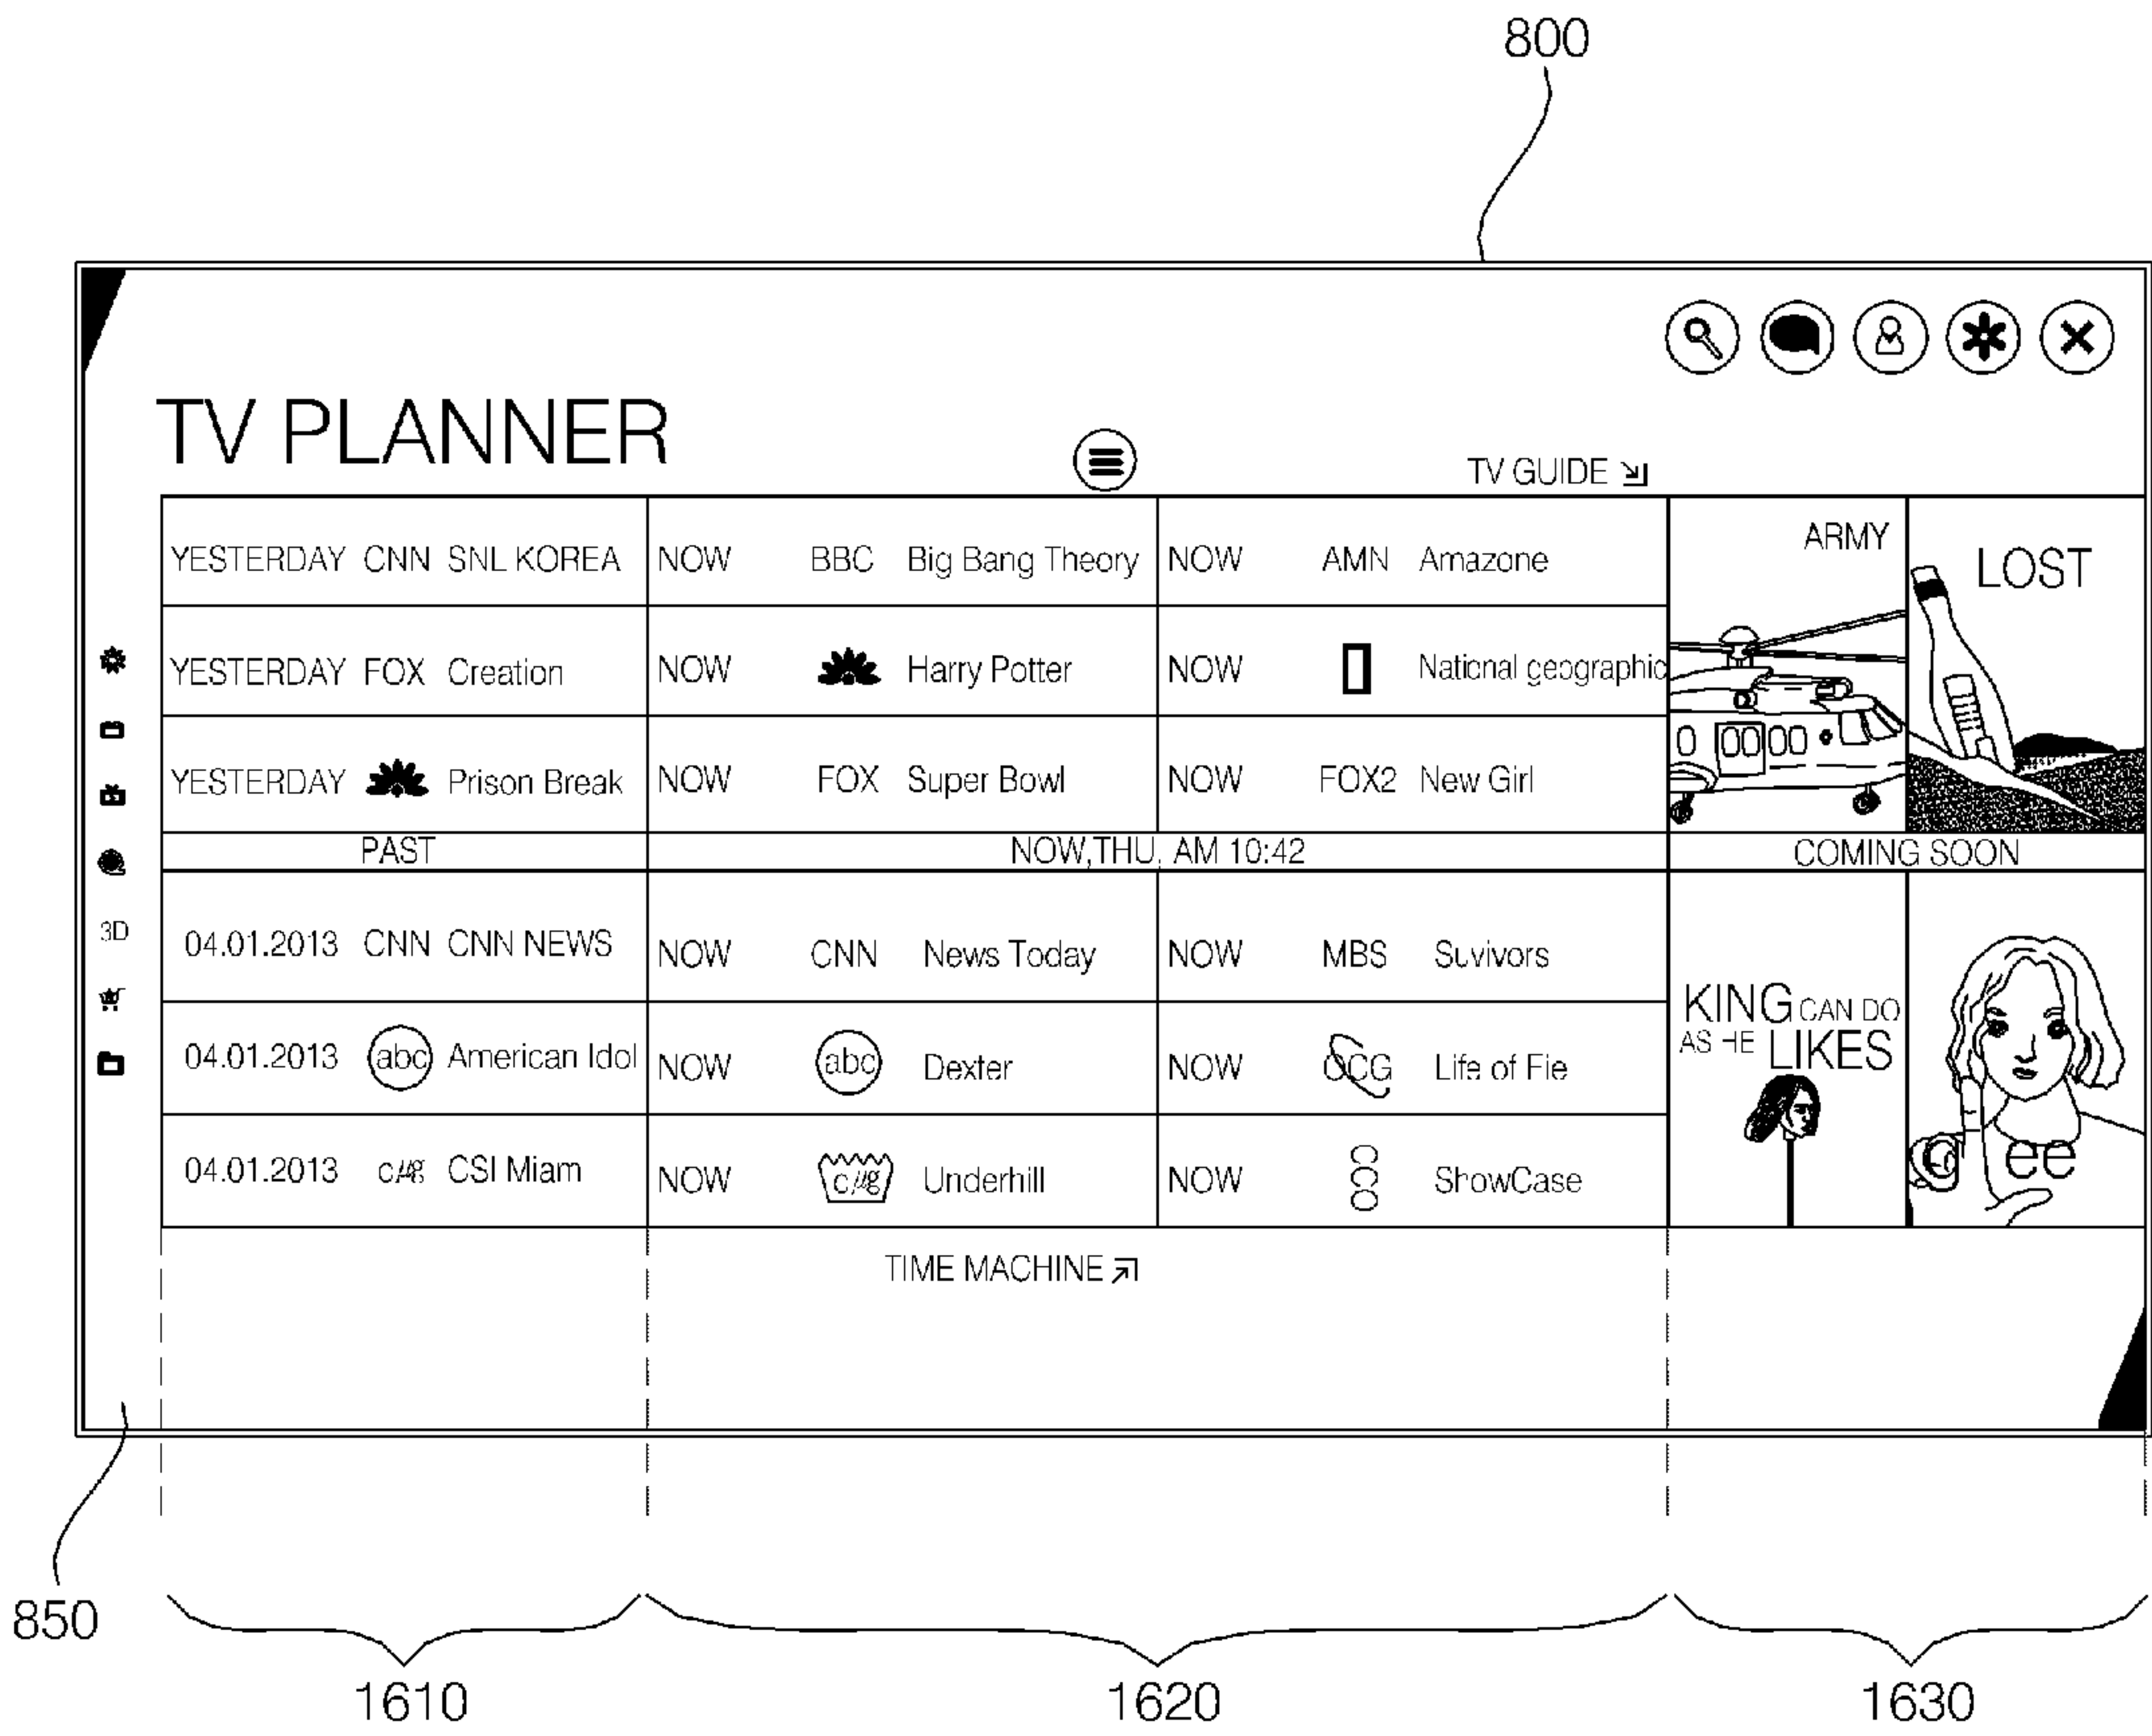 800
TV PLANNER
TV GUIDE
YESTERDAY CNN SNL KOREA NOW BBC Big Bang Theory NOW AMN Amazone
ARMY
LOST
YESTERDAY FOX Creation NOW Harry Potter NOW National geographic
YESTERDAY Prison Break NOW FOX Super Bowl NOW FOX2 New Girl
PAST NOW,THU, AM 10:42 COMING SOON
3D
04.01.2013 CNN CNN NEWS NOW CNN News Today NOW MBS Suvivors
KING CAN DO
AS HE LIKES
04.01.2013 abc American Idol NOW abc Dexter NOW OCG Life of Fie
04.01.2013 CSI Miam NOW Underhill NOW CCO ShowCase
ee
TIME MACHINE
850
1610 1620 1630